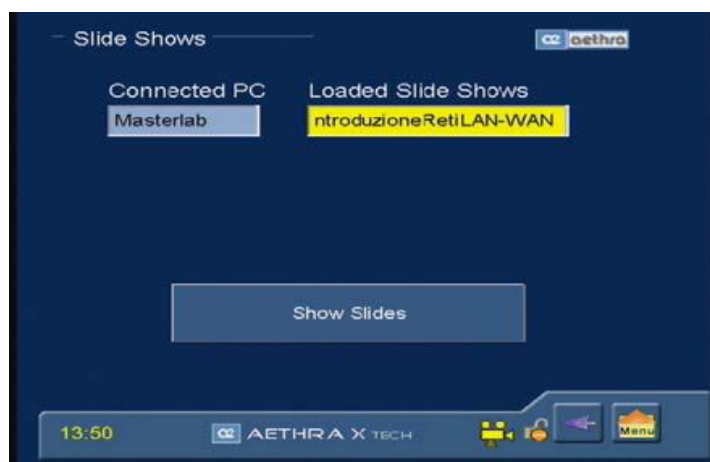 Slide Shows
aethra
Connected PC
Loaded Slide Shows
Masterlab
ntroduzioneRetiLAN-WAN
Show Slides
13:50
AETHRA X TECH
Menu